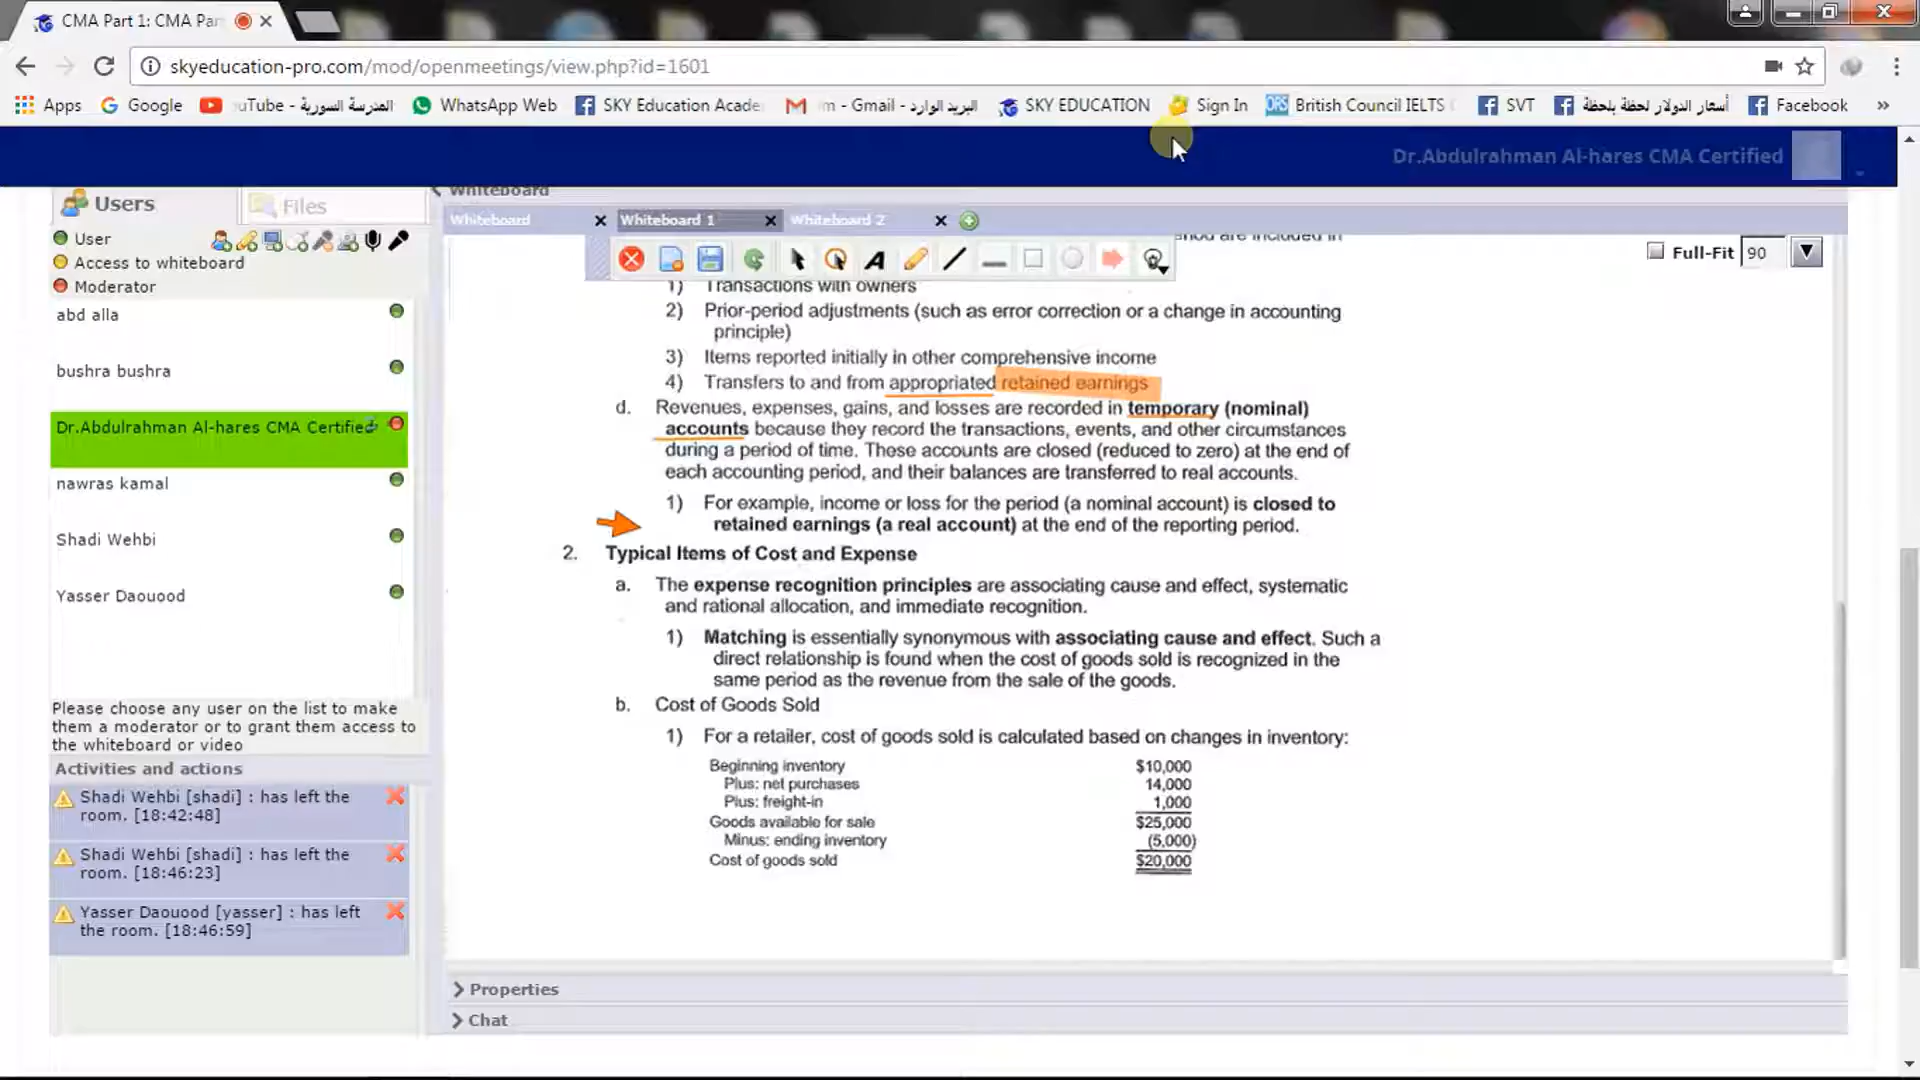 CMA Part 1: CMA Par
skyeducation-pro.com/mod/openmeetings/view.php?id=1601
Apps
Google
uTube - المدرسة السورية
WhatsApp Web
SKY Education Acade
m - Gmail - البريد الوارد
SKY EDUCATION
Sign In
British Council IELTS
SVT
أسعار الدولار لحظة بلحظة
Facebook
Dr.Abdulrahman Al-hares CMA Certified
Users
Files
Whiteboard
Whiteboard
Whiteboard 1
Whiteboard 2
Full-Fit
90
User
Access to whiteboard
Moderator
abd alla
bushra bushra
Dr.Abdulrahman Al-hares CMA Certified
nawras kamal
Shadi Wehbi
Yasser Daouood
Please choose any user on the list to make
them a moderator or to grant them access to
the whiteboard or video
Activities and actions
Shadi Wehbi [shadi] : has left the
room. [18:42:48]
Shadi Wehbi [shadi] : has left the
room. [18:46:23]
Yasser Daouood [yasser] : has left
the room. [18:46:59]
are included in
1) Transactions with owners
2) Prior-period adjustments (such as error correction or a change in accounting
principle)
3) Items reported initially in other comprehensive income
4) Transfers to and from appropriated retained earnings
d. Revenues, expenses, gains, and losses are recorded in temporary (nominal)
accounts because they record the transactions, events, and other circumstances
during a period of time. These accounts are closed (reduced to zero) at the end of
each accounting period, and their balances are transferred to real accounts.
1) For example, income or loss for the period (a nominal account) is closed to
retained earnings (a real account) at the end of the reporting period.
2. Typical Items of Cost and Expense
a. The expense recognition principles are associating cause and effect, systematic
and rational allocation, and immediate recognition.
1) Matching is essentially synonymous with associating cause and effect. Such a
direct relationship is found when the cost of goods sold is recognized in the
same period as the revenue from the sale of the goods.
b. Cost of Goods Sold
1) For a retailer, cost of goods sold is calculated based on changes in inventory:
Beginning inventory $10,000
Plus: net purchases 14,000
Plus: freight-in 1,000
Goods available for sale $25,000
Minus: ending inventory (5,000)
Cost of goods sold $20,000
Properties
Chat